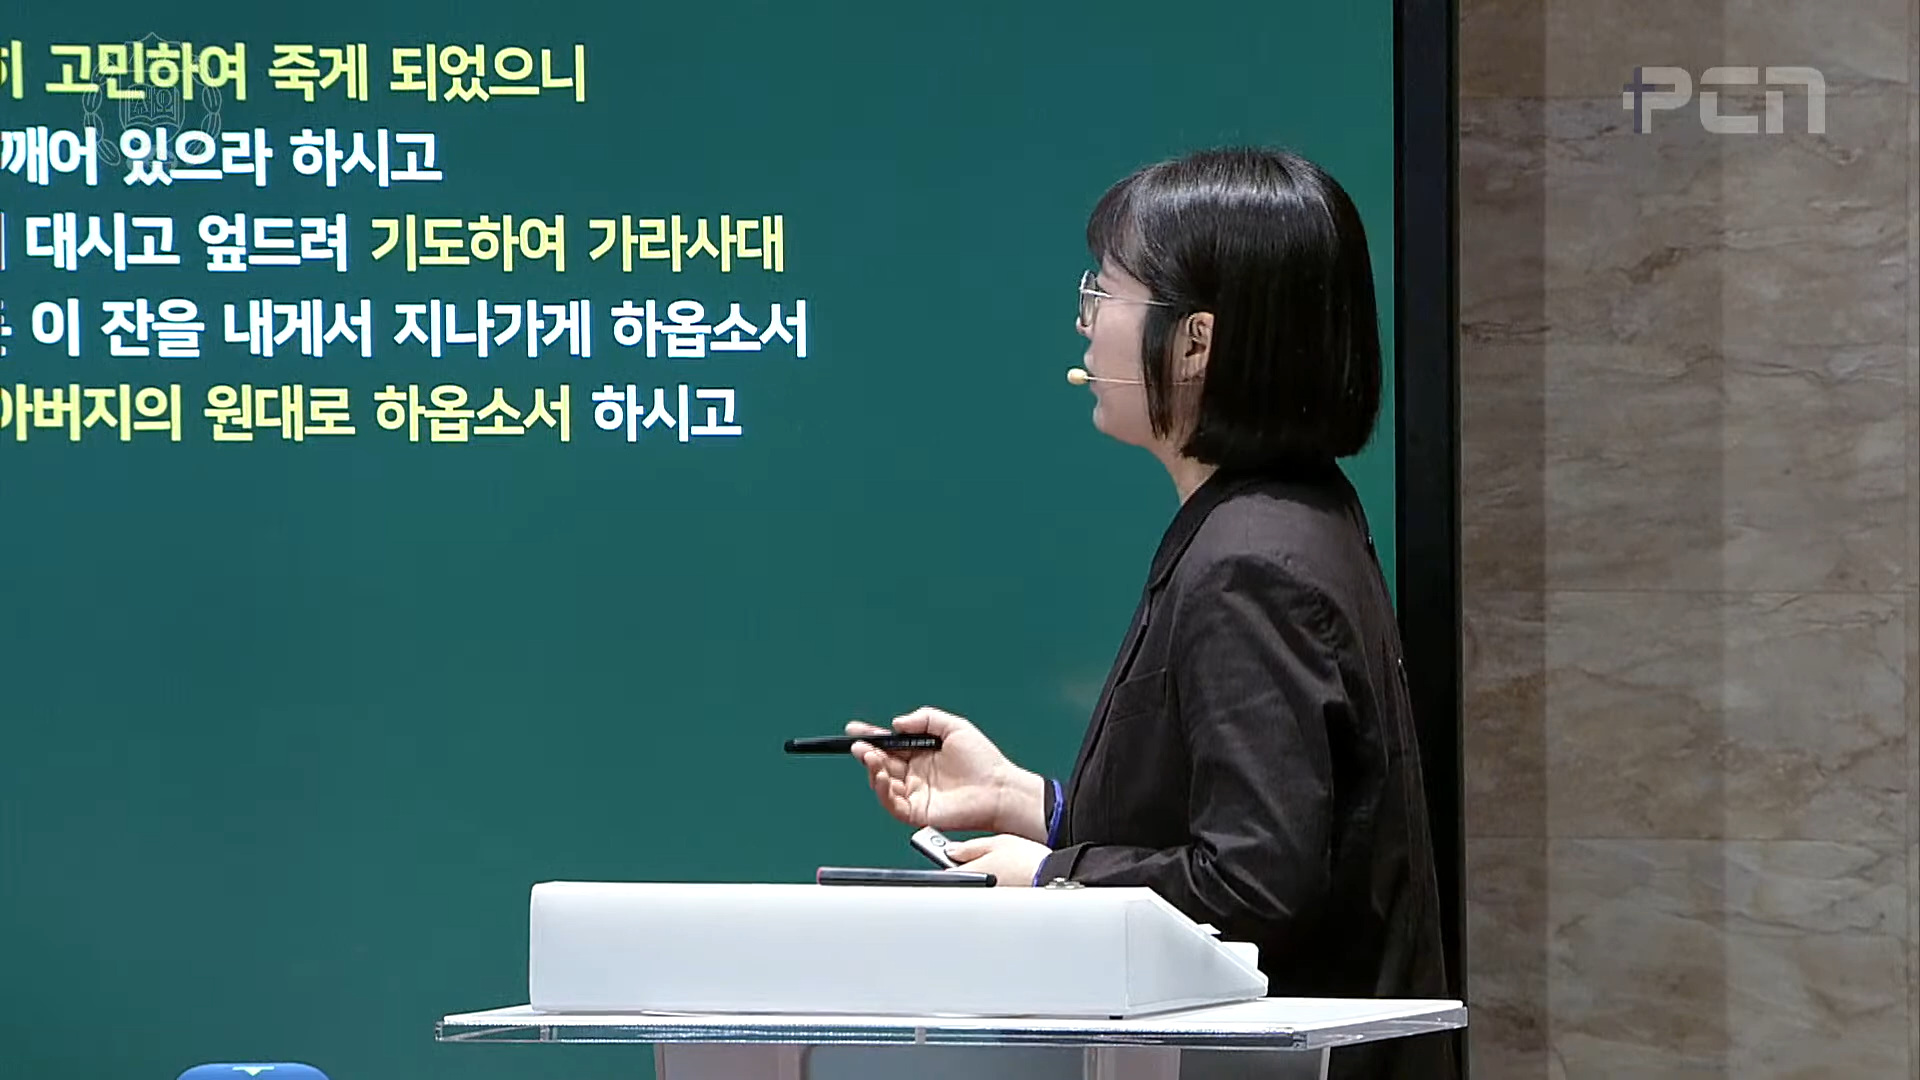 고민하여 죽게 되었으니
깨어 있으라 하시고
대시고 엎드려 기도하여 가라사대
이 잔을 내게서 지나가게 하옵소서
아버지의 원대로 하옵소서 하시고
PCN